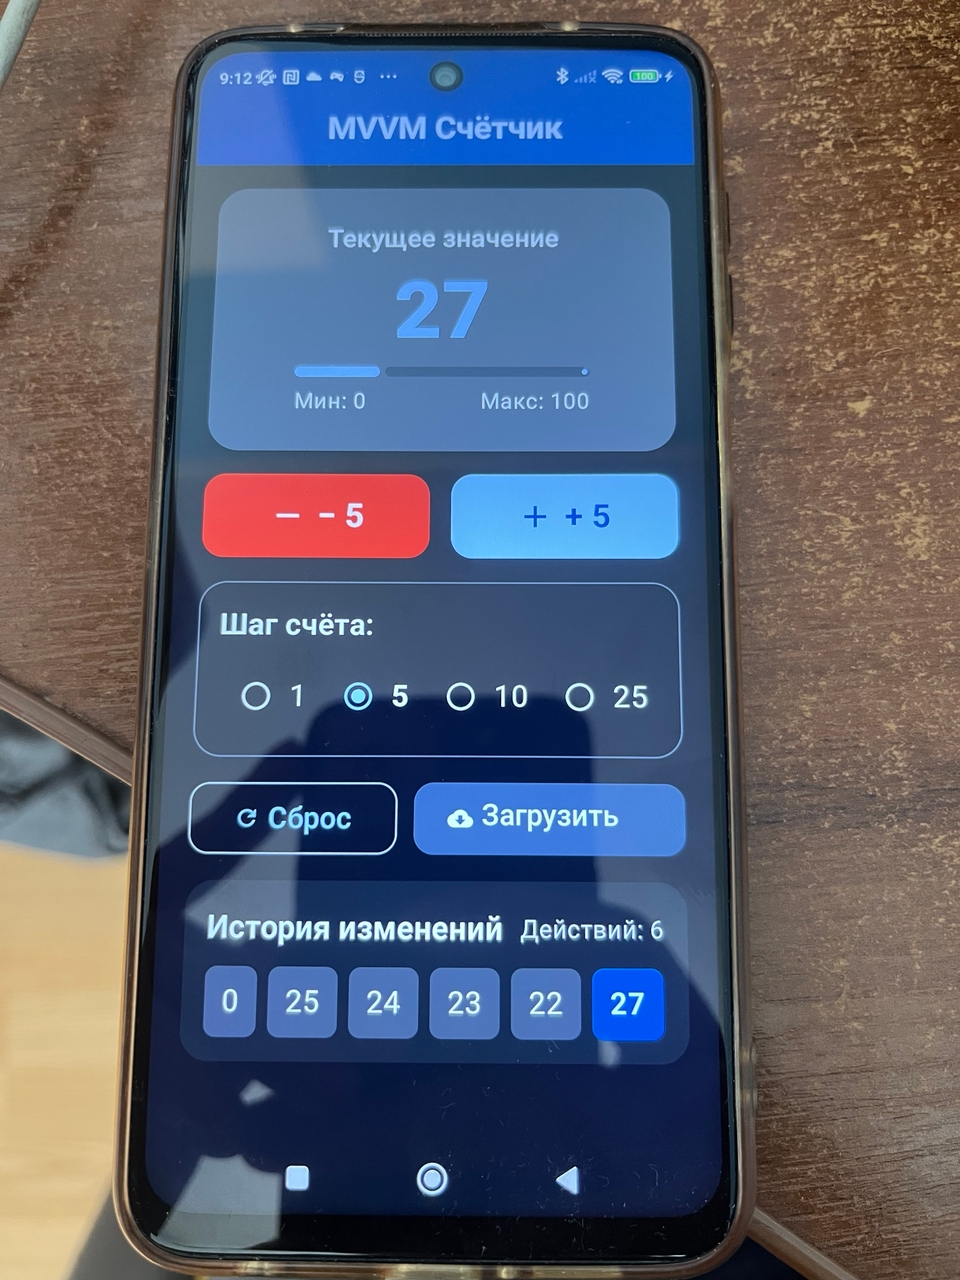 9:12 100
MVVM Счётчик
Текущее значение
27
Мин: 0 Макс: 100
— - 5 + + 5
Шаг счёта:
1 5 10 25
Сброс Загрузить
История изменений Действий: 6
0 25 24 23 22 27